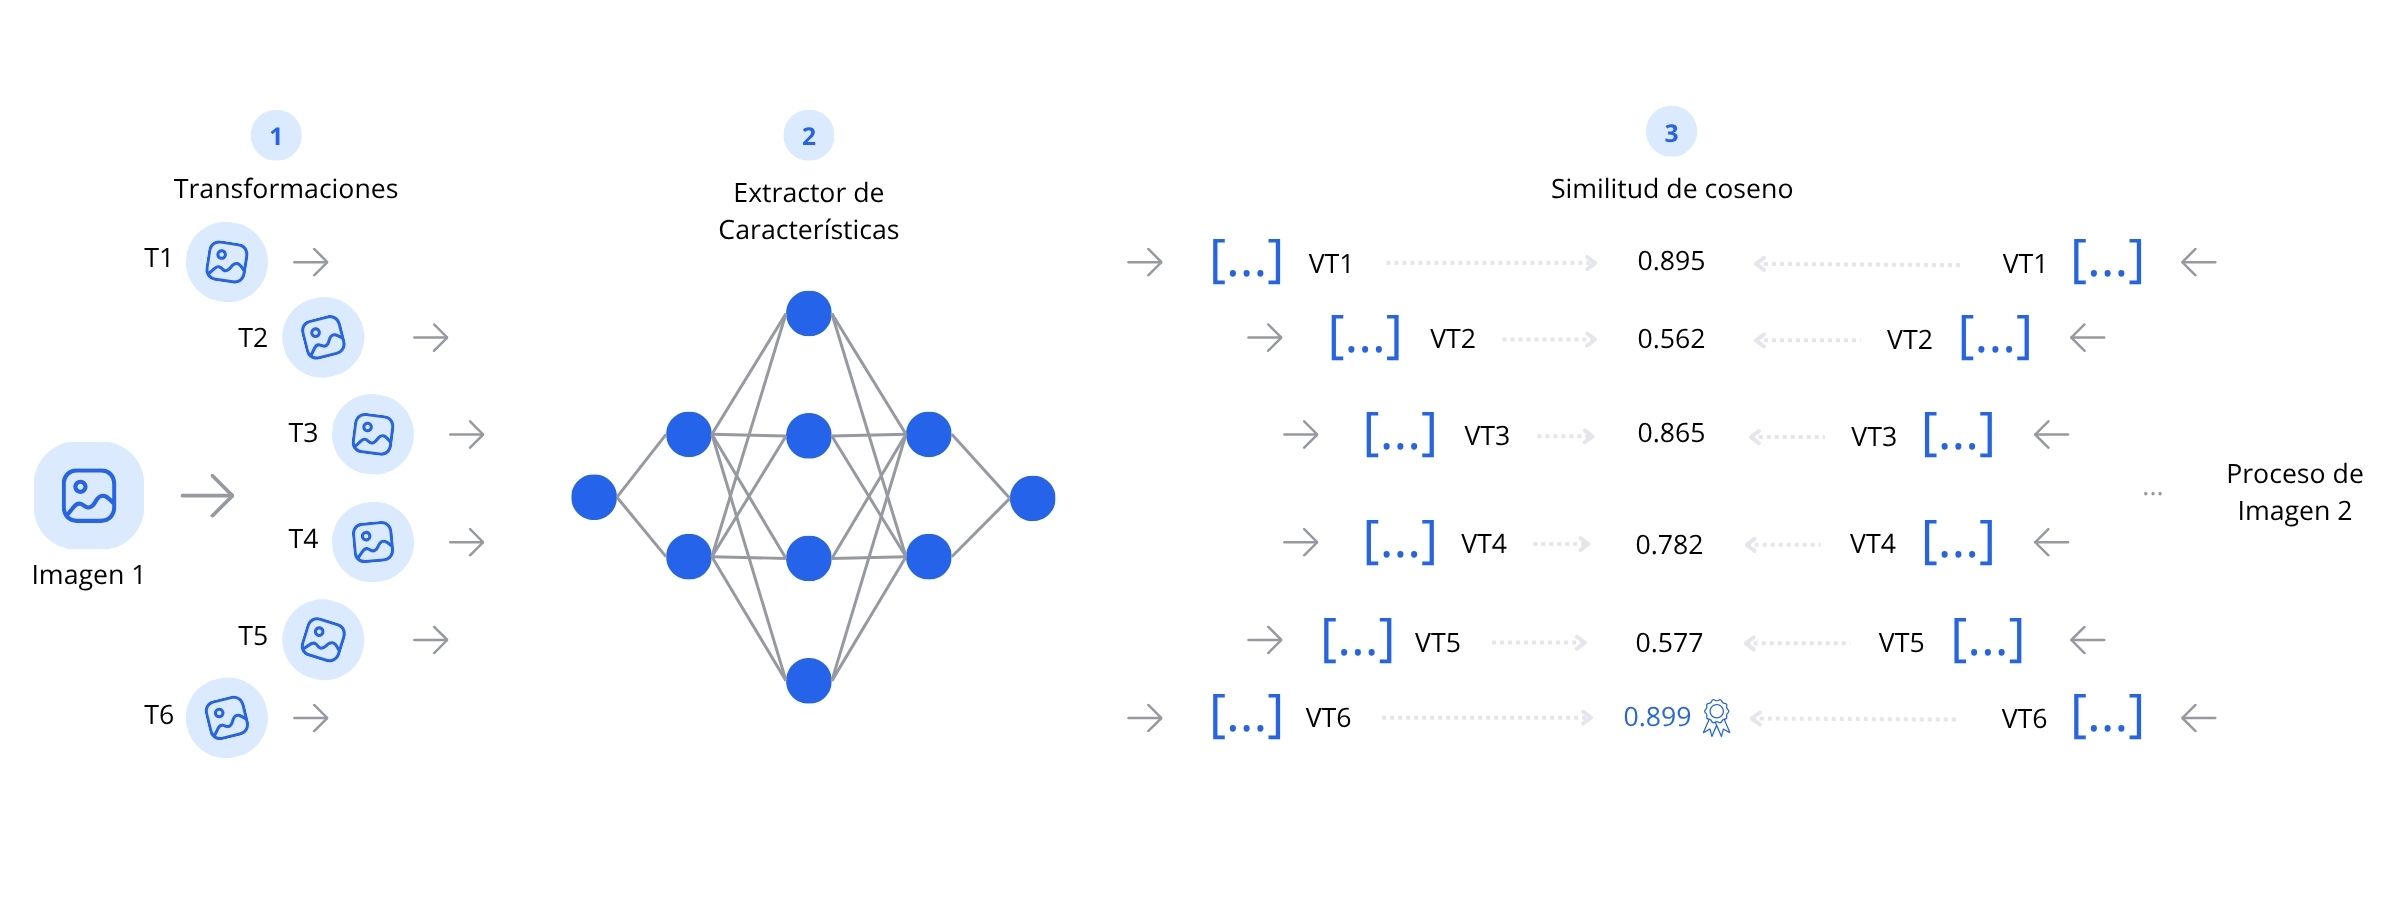 1
Transformaciones
T1
T2
T3
T4
T5
T6
Imagen 1
2
Extractor de
Características
3
Similitud de coseno
[...] VT1 0.895 VT1 [...]
[...] VT2 0.562 VT2 [...]
[...] VT3 0.865 VT3 [...]
[...] VT4 0.782 VT4 [...]
[...] VT5 0.577 VT5 [...]
[...] VT6 0.899 VT6 [...]
...
Proceso de
Imagen 2